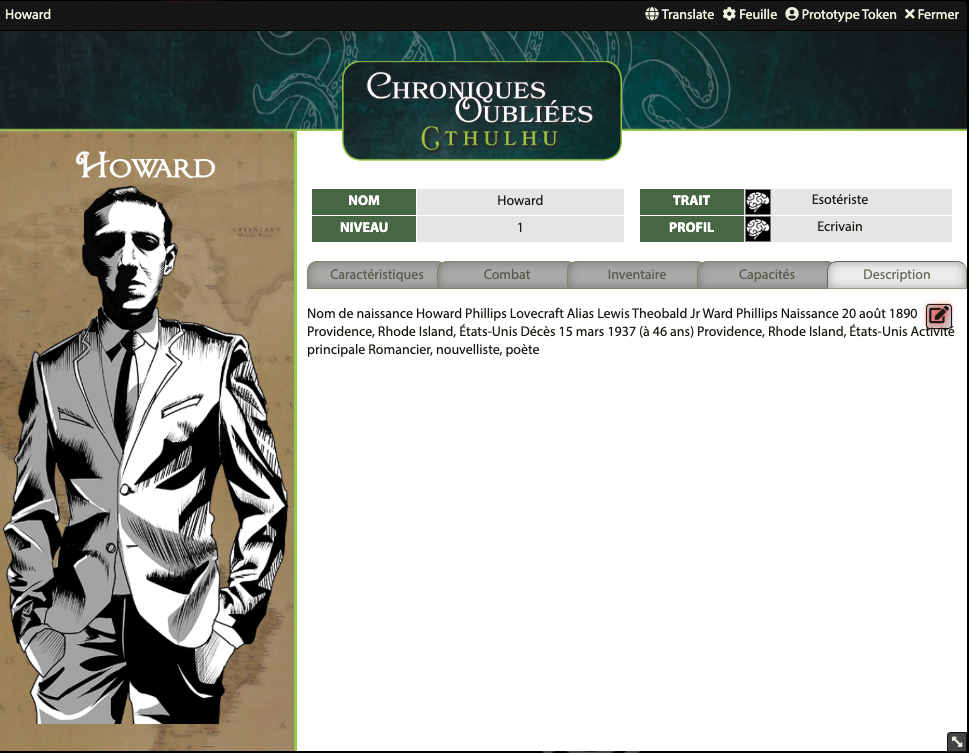 Howard
Translate Feuille Prototype Token Fermer
CHRONIQUES
OUBLIÉES
CTHULHU
HOWARD
GREENLAND
NOM Howard
TRAIT Esotériste
NIVEAU 1
PROFIL Ecrivain
Caractéristiques Combat Inventaire Capacités Description
Nom de naissance Howard Phillips Lovecraft Alias Lewis Theobald Jr Ward Phillips Naissance 20 août 1890
Providence, Rhode Island, États-Unis Décès 15 mars 1937 (à 46 ans) Providence, Rhode Island, États-Unis Activité
principale Romancier, nouvelliste, poète